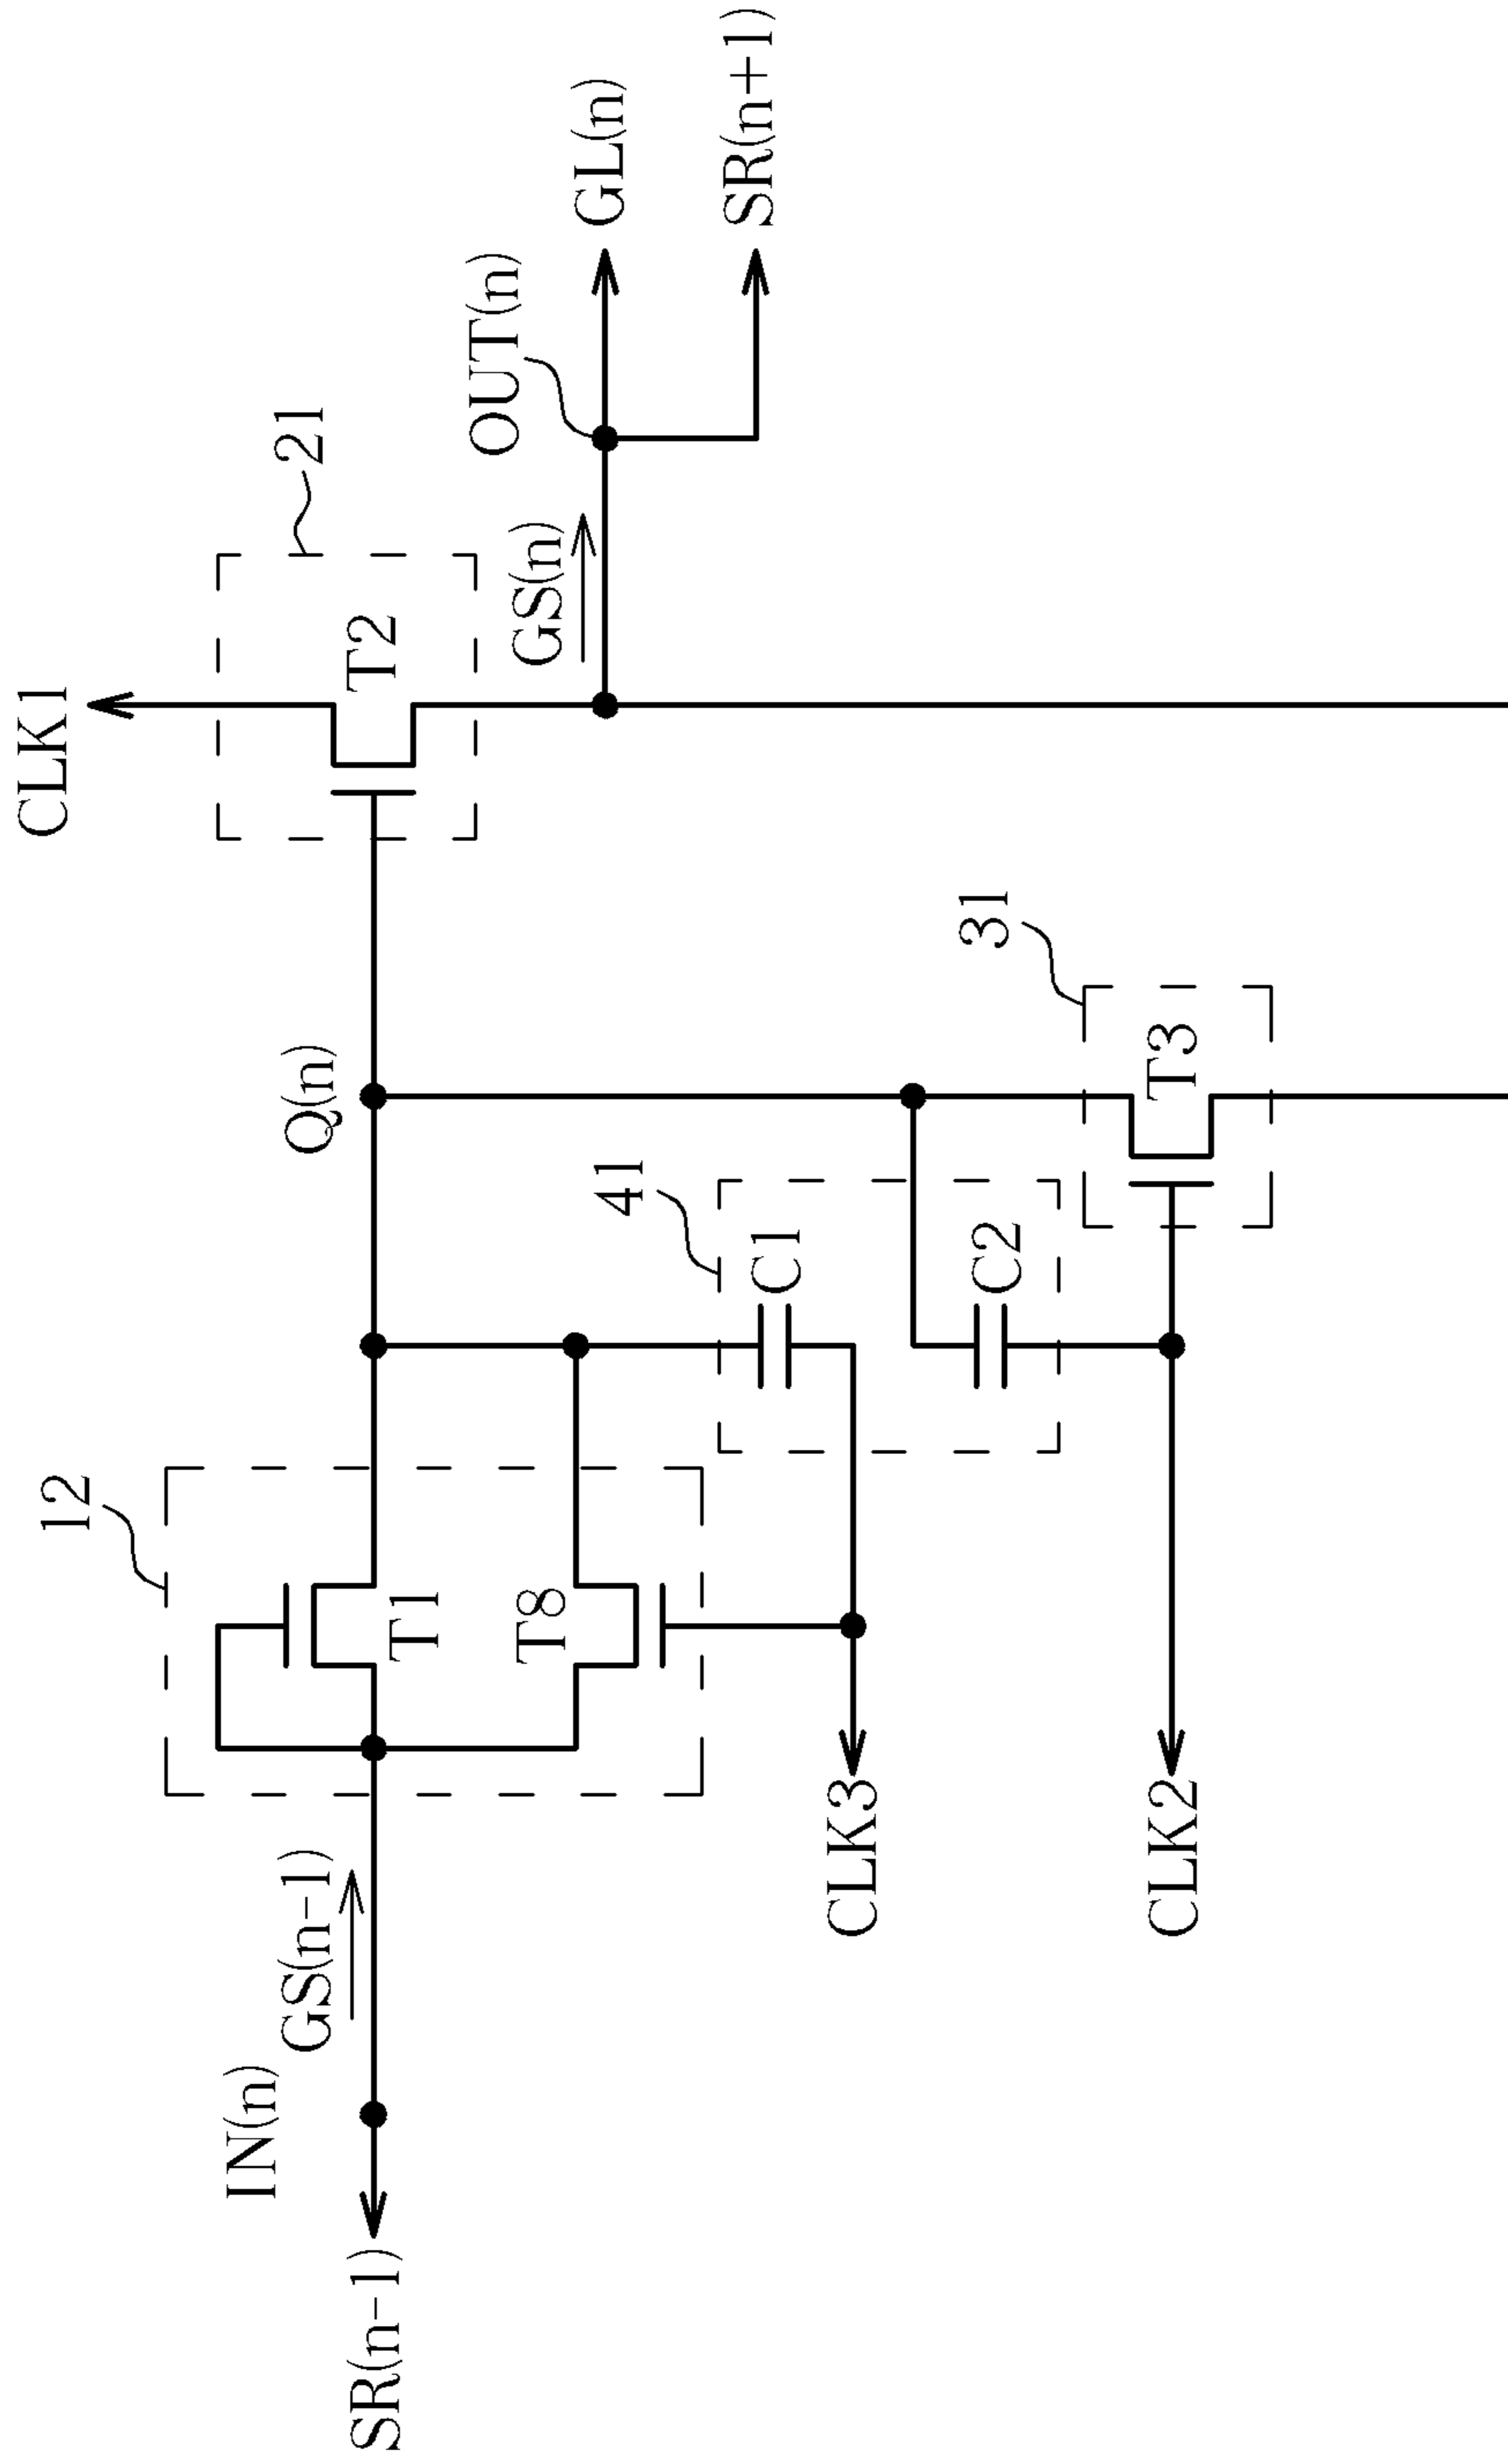 CLK1
21
T2
OUT(n)
GS(n)
GL(n)
SR(n+1)
Q(n)
12
T1
T8
41
C1
C2
31
T3
IN(n)
GS(n-1)
SR(n-1)
CLK3
CLK2